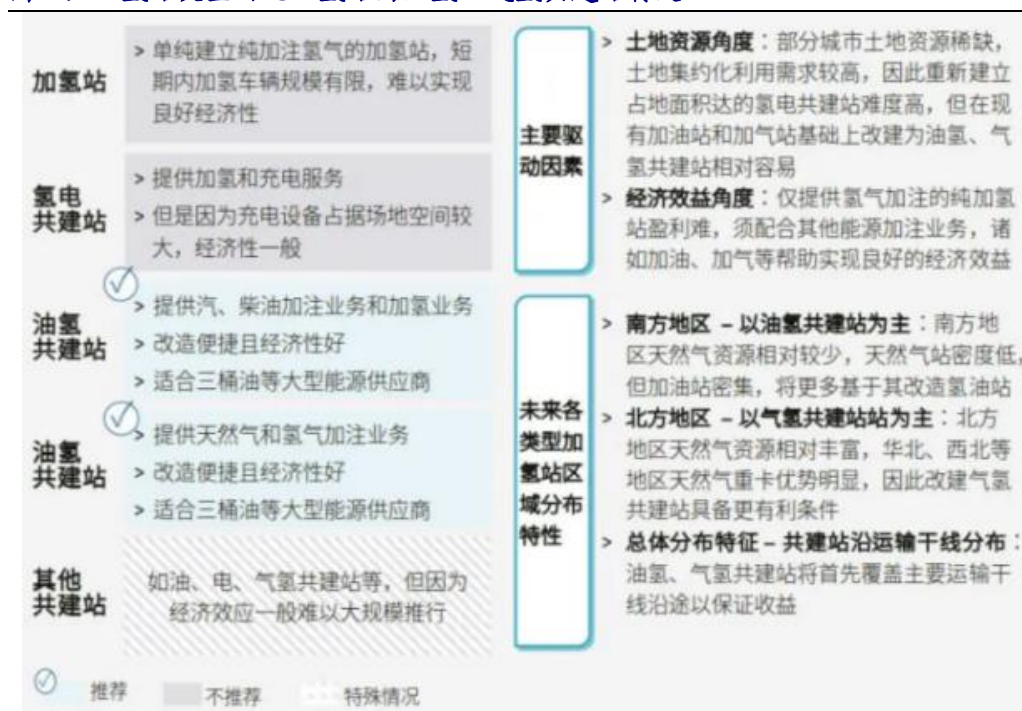 加氢站
> 单纯建立纯加注氢气的加氢站，短
期内加氢车辆规模有限，难以实现
良好经济性
氢电
共建站
> 提供加氢和充电服务
> 但是因为充电设备占据场地空间较
大，经济性一般
油氢
共建站
> 提供汽、柴油加注业务和加氢业务
> 改造便捷且经济性好
> 适合三桶油等大型能源供应商
油氢
共建站
> 提供天然气和氢气加注业务
> 改造便捷且经济性好
> 适合三桶油等大型能源供应商
其他
共建站
如油、电、气氢共建站等，但因为
经济效应一般难以大规模推行
推荐
不推荐
特殊情况
主要驱
动因素
> 土地资源角度：部分城市土地资源稀缺，
土地集约化利用需求较高，因此重新建立
占地面积达的氢电共建站难度高，但在现
有加油站和加气站基础上改建为油氢、气
氢共建站相对容易
> 经济效益角度：仅提供氢气加注的纯加氢
站盈利难，须配合其他能源加注业务，诸
如加油、加气等帮助实现良好的经济效益
未来各
类型加
氢站区
域分布
特性
> 南方地区 – 以油氢共建站为主：南方地
区天然气资源相对较少，天然气站密度低，
但加油站密集，将更多基于其改造氢油站
> 北方地区 – 以气氢共建站站为主：北方
地区天然气资源相对丰富，华北、西北等
地区天然气重卡优势明显，因此改建气氢
共建站具备更有利条件
> 总体分布特征 – 共建站沿运输干线分布：
油氢、气氢共建站将首先覆盖主要运输干
线沿途以保证收益